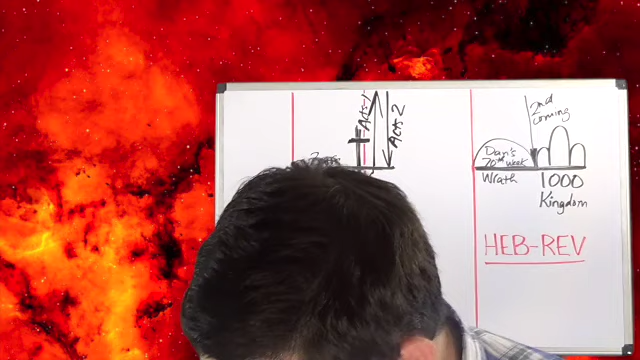 Acts 1
Acts 2
2nd
coming
Dan's
70th week
Wrath
1000
Kingdom
HEB-REV